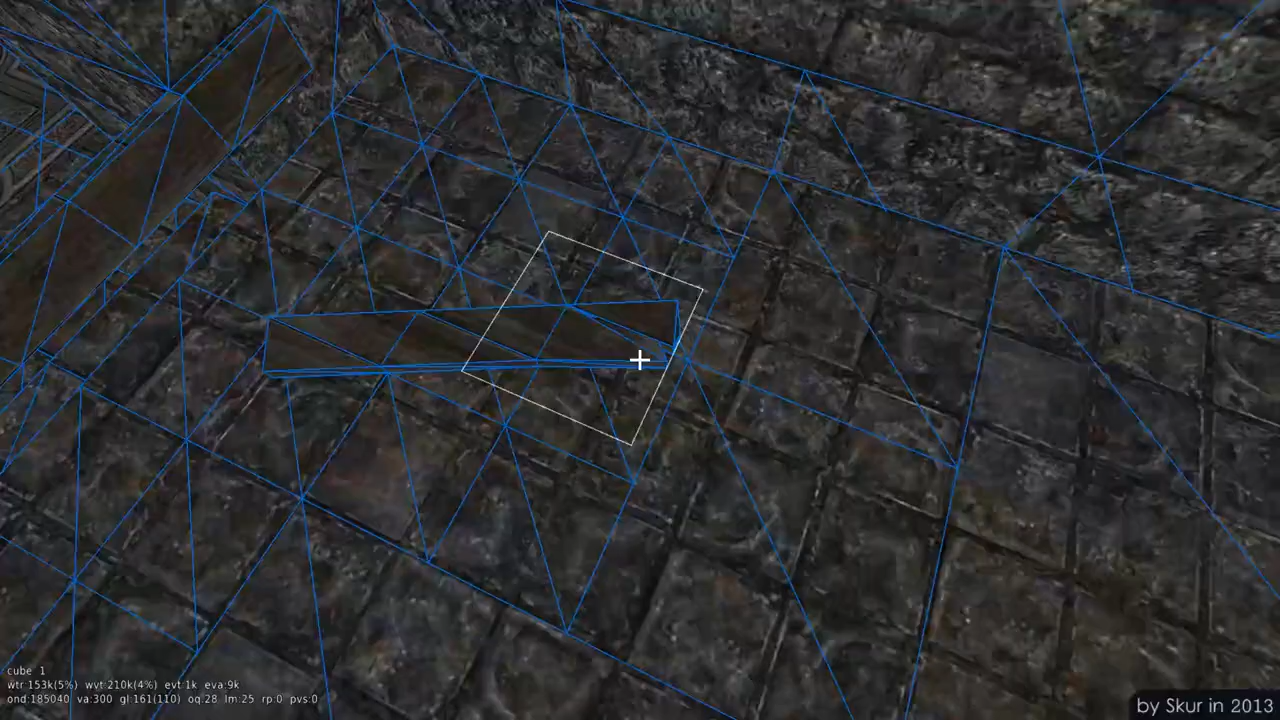 cube 1
wtr:153k(5%) wvt:210k(4%) evt:1k eva:9k
ond:185040 va:300 gl:161(110) oq:28 lm:25 rp:0 pvs:0
by Skur in 2013